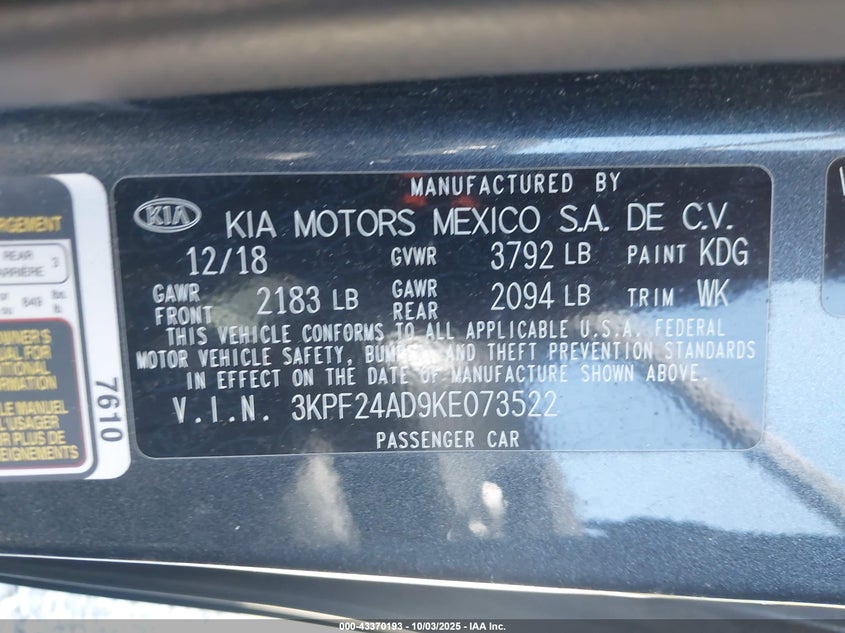 MANUFACTURED BY
KIA KIA MOTORS MEXICO S.A. DE C.V.
12/18 GVWR 3792 LB PAINT KDG
GAWR FRONT 2183 LB GAWR REAR 2094 LB TRIM WK
THIS VEHICLE CONFORMS TO ALL APPLICABLE U.S.A. FEDERAL
MOTOR VEHICLE SAFETY, BUMPER AND THEFT PREVENTION STANDARDS
IN EFFECT ON THE DATE OF MANUFACTURE SHOWN ABOVE.
V.I.N. 3KPF24AD9KE073522
PASSENGER CAR
REAR 3
7610
000-43370193 - 10/03/2025 - IAA Inc.